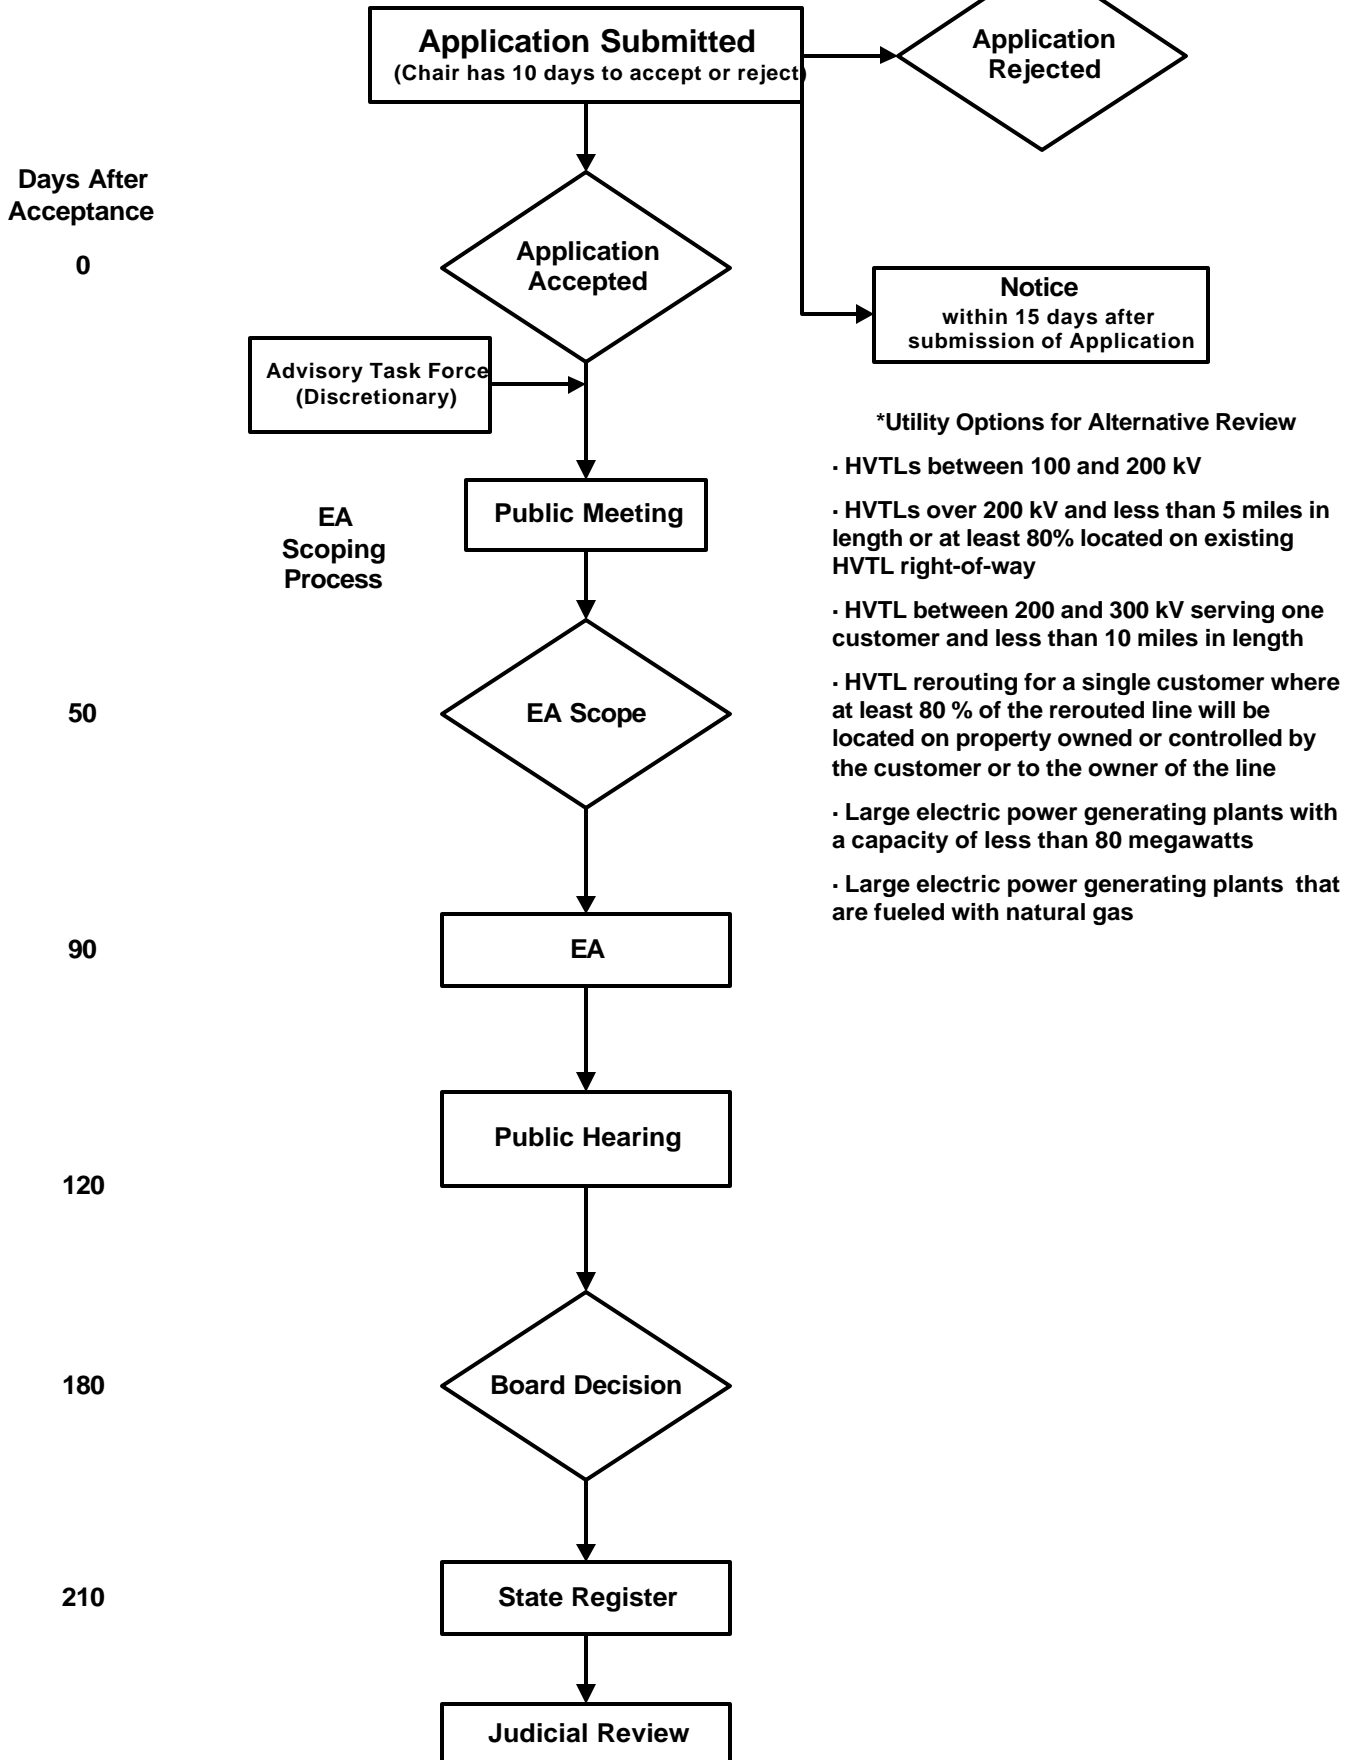 Application Submitted
(Chair has 10 days to accept or reject)
Application
Rejected
Days After
Acceptance
0
Application
Accepted
Notice
within 15 days after
submission of Application
Advisory Task Force
(Discretionary)
*Utility Options for Alternative Review
· HVTLs between 100 and 200 kV
· HVTLs over 200 kV and less than 5 miles in
length or at least 80% located on existing
HVTL right-of-way
· HVTL between 200 and 300 kV serving one
customer and less than 10 miles in length
· HVTL rerouting for a single customer where
at least 80 % of the rerouted line will be
located on property owned or controlled by
the customer or to the owner of the line
· Large electric power generating plants with
a capacity of less than 80 megawatts
· Large electric power generating plants that
are fueled with natural gas
EA
Scoping
Process
Public Meeting
50
EA Scope
90
EA
Public Hearing
120
180
Board Decision
210
State Register
Judicial Review